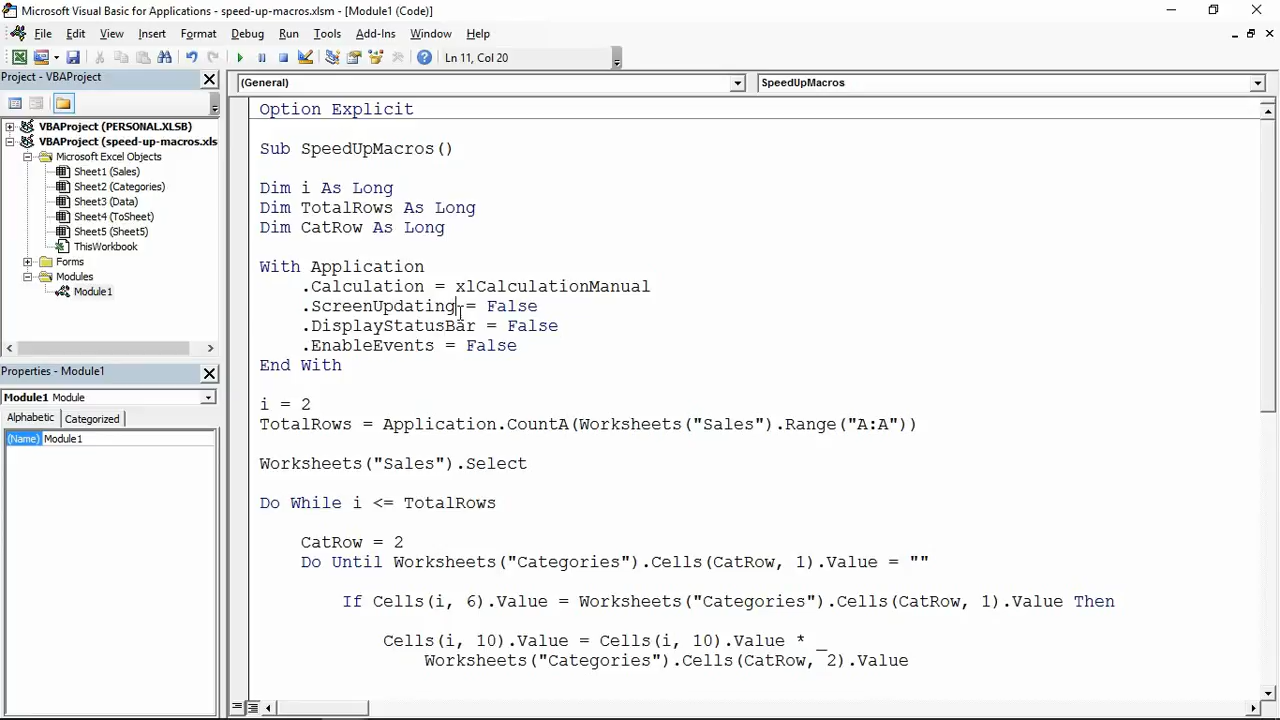 Microsoft Visual Basic for Applications - speed-up-macros.xlsm - [Module1 (Code)]
File Edit View Insert Format Debug Run Tools Add-Ins Window Help
Ln 11, Col 20
Project - VBAProject
VBAProject (PERSONAL.XLSB)
VBAProject (speed-up-macros.xls
Microsoft Excel Objects
Sheet1 (Sales)
Sheet2 (Categories)
Sheet3 (Data)
Sheet4 (ToSheet)
Sheet5 (Sheet5)
ThisWorkbook
Forms
Modules
Module1
Properties - Module1
Module1 Module
Alphabetic Categorized
(Name) Module1
(General) SpeedUpMacros
Option Explicit
Sub SpeedUpMacros()
Dim i As Long
Dim TotalRows As Long
Dim CatRow As Long
With Application
.Calculation = xlCalculationManual
.ScreenUpdating = False
.DisplayStatusBar = False
.EnableEvents = False
End With
i = 2
TotalRows = Application.CountA(Worksheets("Sales").Range("A:A"))
Worksheets("Sales").Select
Do While i <= TotalRows
CatRow = 2
Do Until Worksheets("Categories").Cells(CatRow, 1).Value = ""
If Cells(i, 6).Value = Worksheets("Categories").Cells(CatRow, 1).Value Then
Cells(i, 10).Value = Cells(i, 10).Value * _
Worksheets("Categories").Cells(CatRow, 2).Value